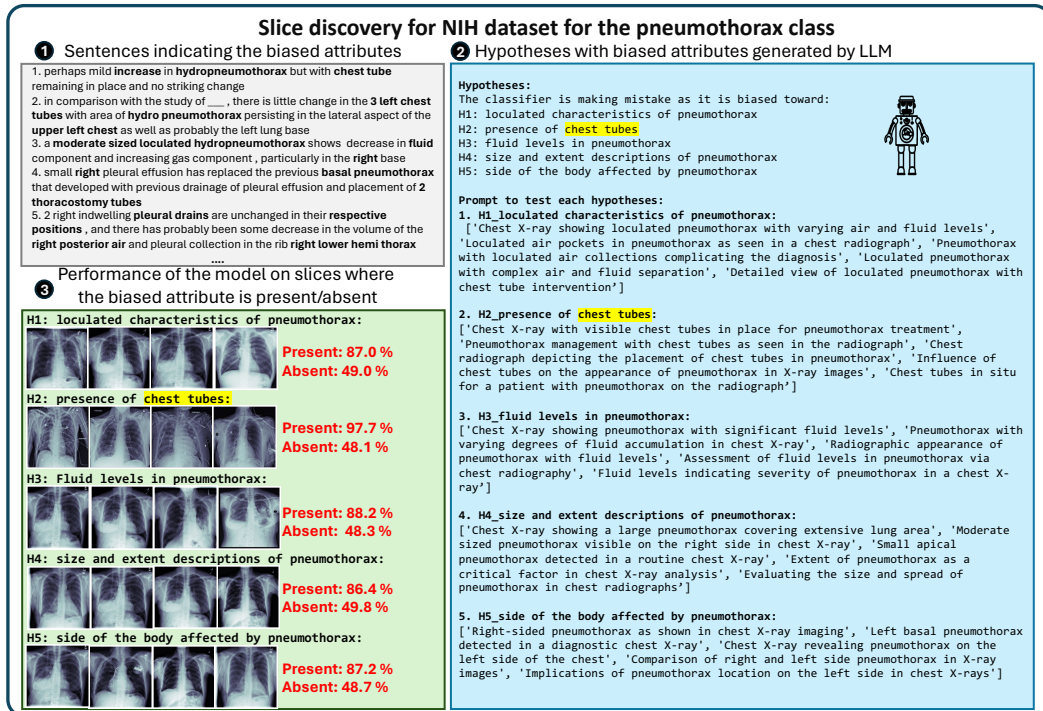 Slice discovery for NIH dataset for the pneumothorax class
1 Sentences indicating the biased attributes
1. perhaps mild increase in hydropneumothorax but with chest tube
remaining in place and no striking change
2. in comparison with the study of ___ , there is little change in the 3 left chest
tubes with area of hydro pneumothorax persisting in the lateral aspect of the
upper left chest as well as probably the left lung base
3. a moderate sized loculated hydropneumothorax shows decrease in fluid
component and increasing gas component , particularly in the right base
4. small right pleural effusion has replaced the previous basal pneumothorax
that developed with previous drainage of pleural effusion and placement of 2
thoracostomy tubes
5. 2 right indwelling pleural drains are unchanged in their respective
positions , and there has probably been some decrease in the volume of the
right posterior air and pleural collection in the rib right lower hemi thorax
....
3 Performance of the model on slices where
the biased attribute is present/absent
H1: loculated characteristics of pneumothorax:
Present: 87.0 %
Absent: 49.0 %
H2: presence of chest tubes:
Present: 97.7 %
Absent: 48.1 %
H3: Fluid levels in pneumothorax:
Present: 88.2 %
Absent: 48.3 %
H4: size and extent descriptions of pneumothorax:
Present: 86.4 %
Absent: 49.8 %
H5: side of the body affected by pneumothorax:
Present: 87.2 %
Absent: 48.7 %
2 Hypotheses with biased attributes generated by LLM
Hypotheses:
The classifier is making mistake as it is biased toward:
H1: loculated characteristics of pneumothorax
H2: presence of chest tubes
H3: fluid levels in pneumothorax
H4: size and extent descriptions of pneumothorax
H5: side of the body affected by pneumothorax
Prompt to test each hypotheses:
1. H1_loculated characteristics of pneumothorax:
['Chest X-ray showing loculated pneumothorax with varying air and fluid levels',
'Loculated air pockets in pneumothorax as seen in a chest radiograph', 'Pneumothorax
with loculated air collections complicating the diagnosis', 'Loculated pneumothorax
with complex air and fluid separation', 'Detailed view of loculated pneumothorax with
chest tube intervention’]
2. H2_presence of chest tubes:
['Chest X-ray with visible chest tubes in place for pneumothorax treatment',
'Pneumothorax management with chest tubes as seen in the radiograph', 'Chest
radiograph depicting the placement of chest tubes in pneumothorax', 'Influence of
chest tubes on the appearance of pneumothorax in X-ray images', 'Chest tubes in situ
for a patient with pneumothorax on the radiograph’]
3. H3_fluid levels in pneumothorax:
['Chest X-ray showing pneumothorax with significant fluid levels', 'Pneumothorax with
varying degrees of fluid accumulation in chest X-ray', 'Radiographic appearance of
pneumothorax with fluid levels', 'Assessment of fluid levels in pneumothorax via
chest radiography', 'Fluid levels indicating severity of pneumothorax in a chest X-
ray’]
4. H4_size and extent descriptions of pneumothorax:
['Chest X-ray showing a large pneumothorax covering extensive lung area', 'Moderate
sized pneumothorax visible on the right side in chest X-ray', 'Small apical
pneumothorax detected in a routine chest X-ray', 'Extent of pneumothorax as a
critical factor in chest X-ray analysis', 'Evaluating the size and spread of
pneumothorax in chest radiographs’]
5. H5_side of the body affected by pneumothorax:
['Right-sided pneumothorax as shown in chest X-ray imaging', 'Left basal pneumothorax
detected in a diagnostic chest X-ray', 'Chest X-ray revealing pneumothorax on the
left side of the chest', 'Comparison of right and left side pneumothorax in X-ray
images', 'Implications of pneumothorax location on the left side in chest X-rays']